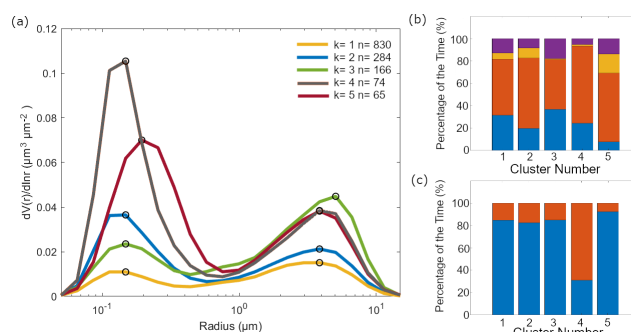 (a)
0.12
0.1
0.08
0.06
0.04
0.02
0
dV(r)/dlnr (µm³ µm⁻²)
k= 1 n= 830
k= 2 n= 284
k= 3 n= 166
k= 4 n= 74
k= 5 n= 65
10⁻¹ 10⁰ 10¹
Radius (µm)
(b)
100
80
60
40
20
0
Percentage of the Time (%)
1 2 3 4 5
Cluster Number
(c)
100
80
60
40
20
0
Percentage of the Time (%)
1 2 3 4 5
Cluster Number